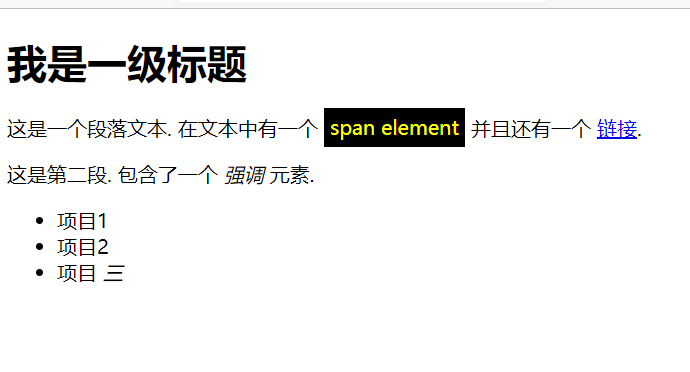 我是一级标题
这是一个段落文本. 在文本中有一个 span element 并且还有一个 链接.
这是第二段. 包含了一个 强调 元素.
• 项目1
• 项目2
• 项目 三